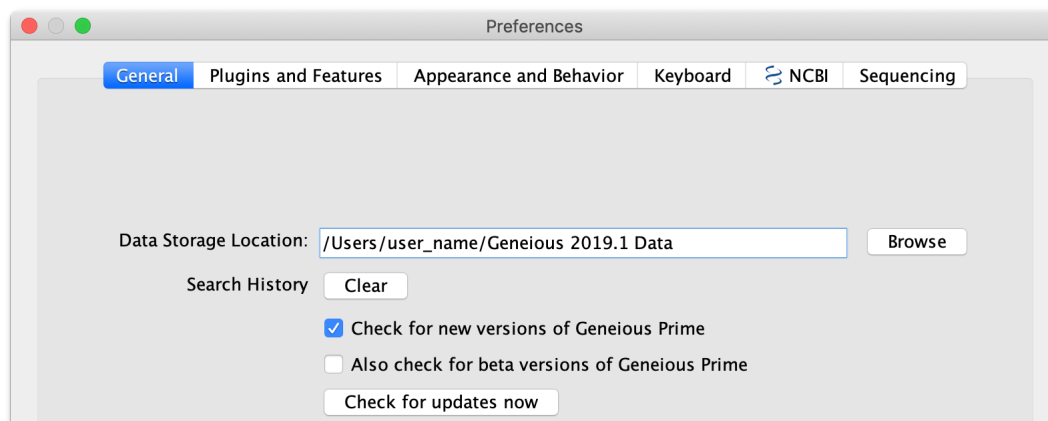 Preferences
General Plugins and Features Appearance and Behavior Keyboard NCBI Sequencing
Data Storage Location: /Users/user_name/Geneious 2019.1 Data Browse
Search History Clear
Check for new versions of Geneious Prime
Also check for beta versions of Geneious Prime
Check for updates now